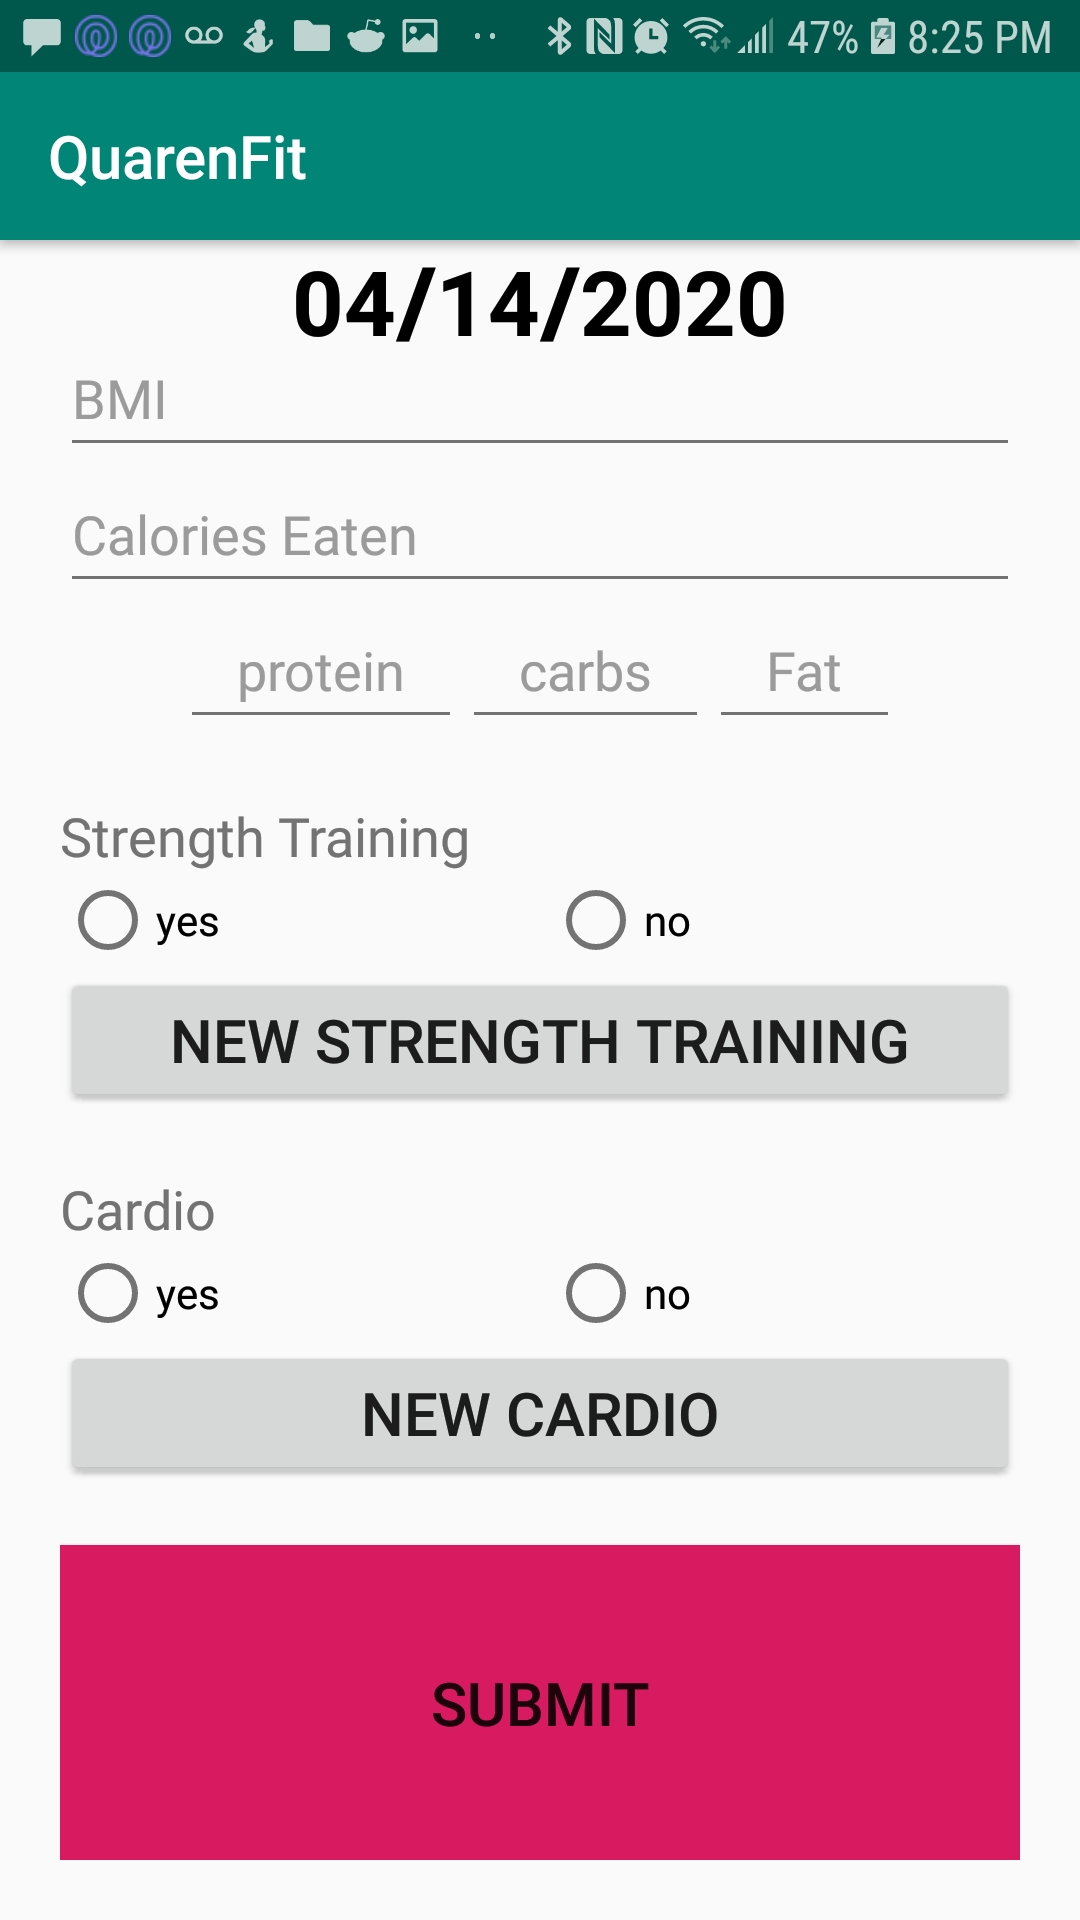 47% 8:25 PM
QuarenFit
04/14/2020
BMI
Calories Eaten
protein carbs Fat
Strength Training
yes no
NEW STRENGTH TRAINING
Cardio
yes no
NEW CARDIO
SUBMIT